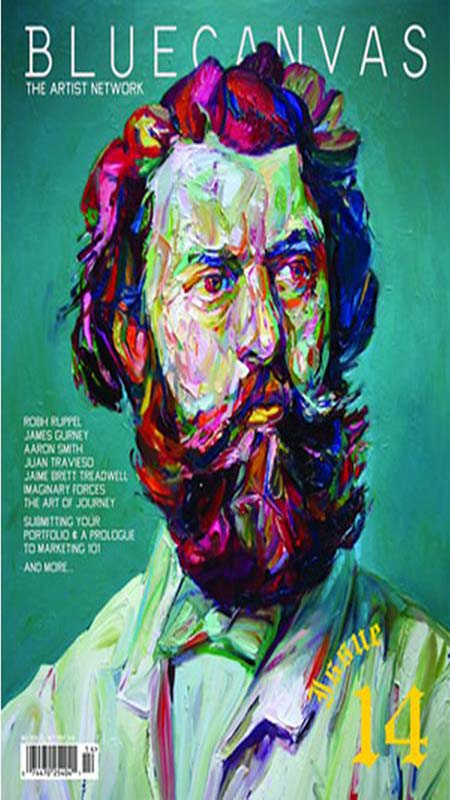 BLUECANVAS
THE ARTIST NETWORK
ROBH RUPPEL
JAMES GURNEY
AARON SMITH
JUAN TRAVIESO
JAIME BRETT TREADWELL
IMAGINARY FORCES
THE ART OF JOURNEY
SUBMITTING YOUR
PORTFOLIO & A PROLOGUE
TO MARKETING 101
AND MORE...
Issue
14